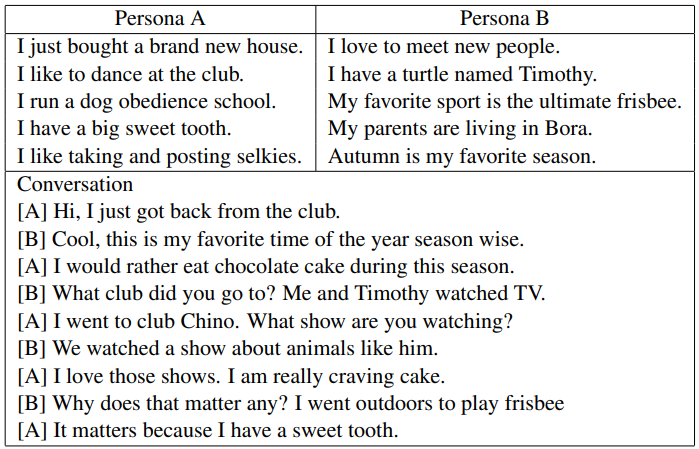 Persona A
Persona B
I just bought a brand new house.
I like to dance at the club.
I run a dog obedience school.
I have a big sweet tooth.
I like taking and posting selkies.
I love to meet new people.
I have a turtle named Timothy.
My favorite sport is the ultimate frisbee.
My parents are living in Bora.
Autumn is my favorite season.
Conversation
[A] Hi, I just got back from the club.
[B] Cool, this is my favorite time of the year season wise.
[A] I would rather eat chocolate cake during this season.
[B] What club did you go to? Me and Timothy watched TV.
[A] I went to club Chino. What show are you watching?
[B] We watched a show about animals like him.
[A] I love those shows. I am really craving cake.
[B] Why does that matter any? I went outdoors to play frisbee
[A] It matters because I have a sweet tooth.